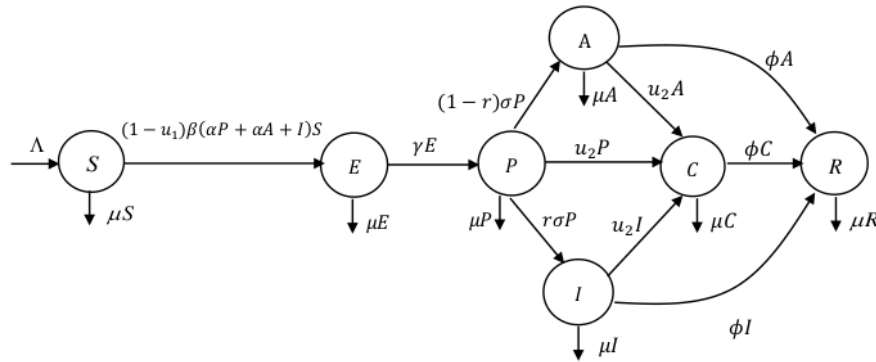 A
ϕA
(1 − r)σP
μA
u₂A
Λ
(1 − u₁)β(αP + αA + I)S
S
E
γE
P
u₂P
C
ϕC
R
μS
μE
μP
rσP
u₂I
μC
μR
I
ϕI
μI